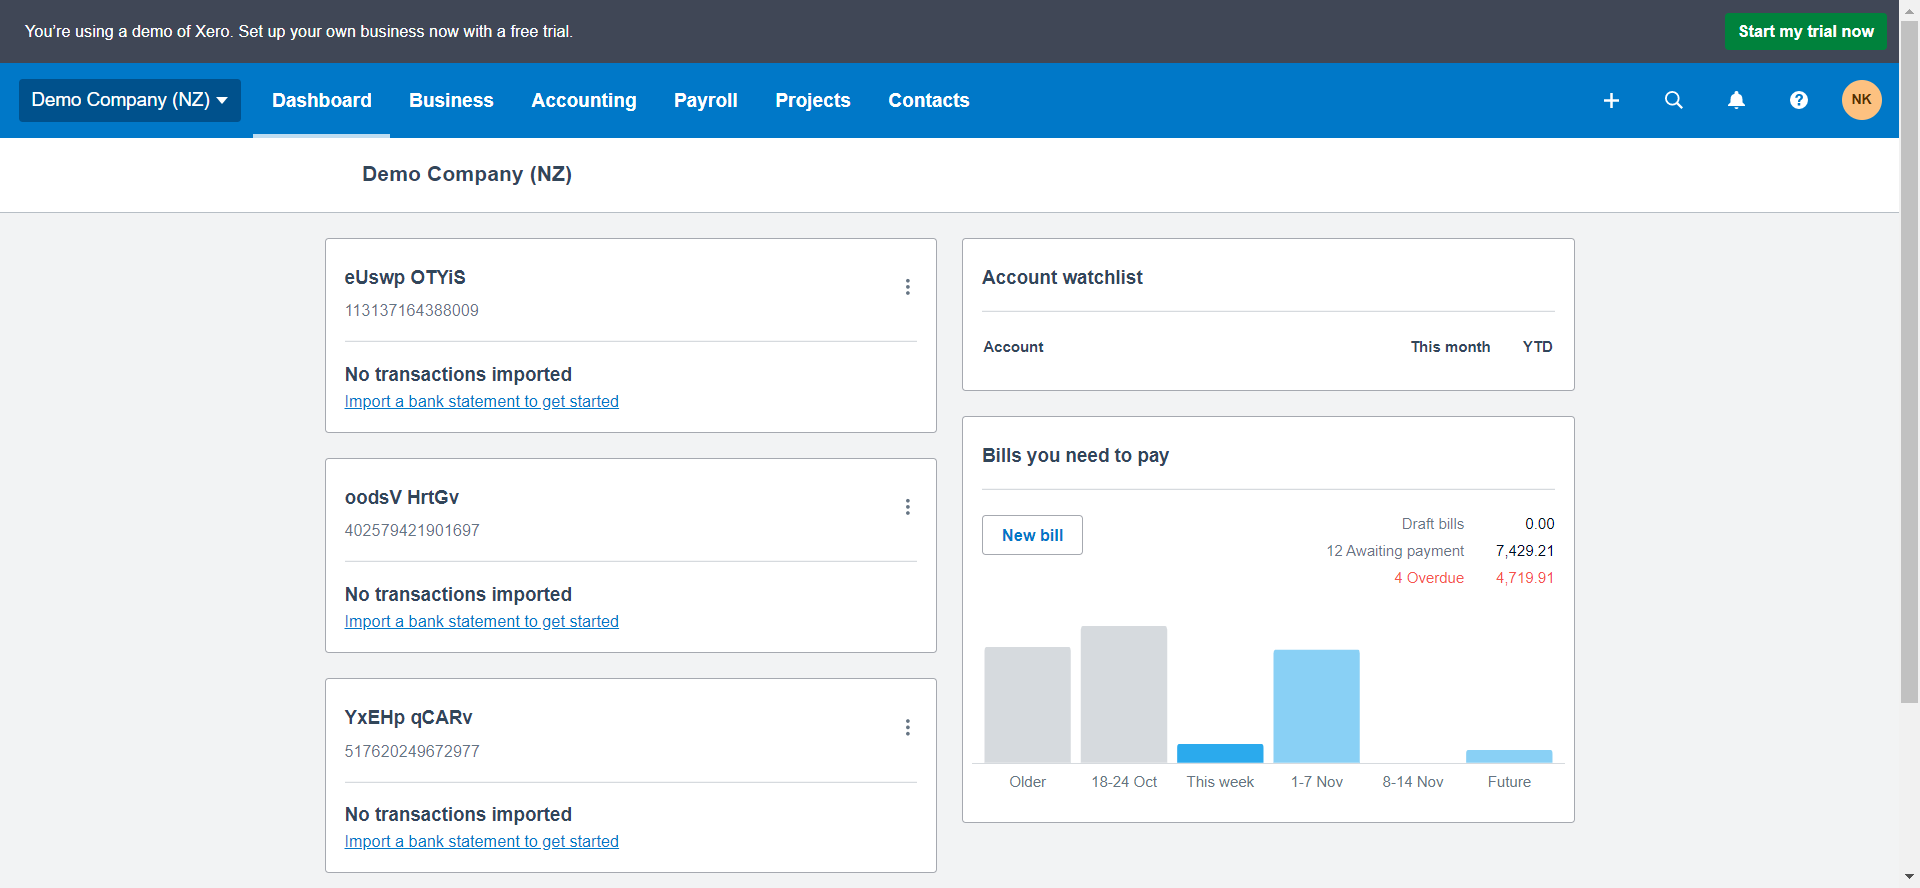 You're using a demo of Xero. Set up your own business now with a free trial.
Start my trial now
Demo Company (NZ)
Dashboard
Business
Accounting
Payroll
Projects
Contacts
NK
Demo Company (NZ)
eUswp OTYiS
113137164388009
No transactions imported
Import a bank statement to get started
oodsV HrtGv
402579421901697
No transactions imported
Import a bank statement to get started
YxEHp qCARv
517620249672977
No transactions imported
Import a bank statement to get started
Account watchlist
Account This month YTD
Bills you need to pay
New bill
Draft bills 0.00
12 Awaiting payment 7,429.21
4 Overdue 4,719.91
Older 18-24 Oct This week 1-7 Nov 8-14 Nov Future